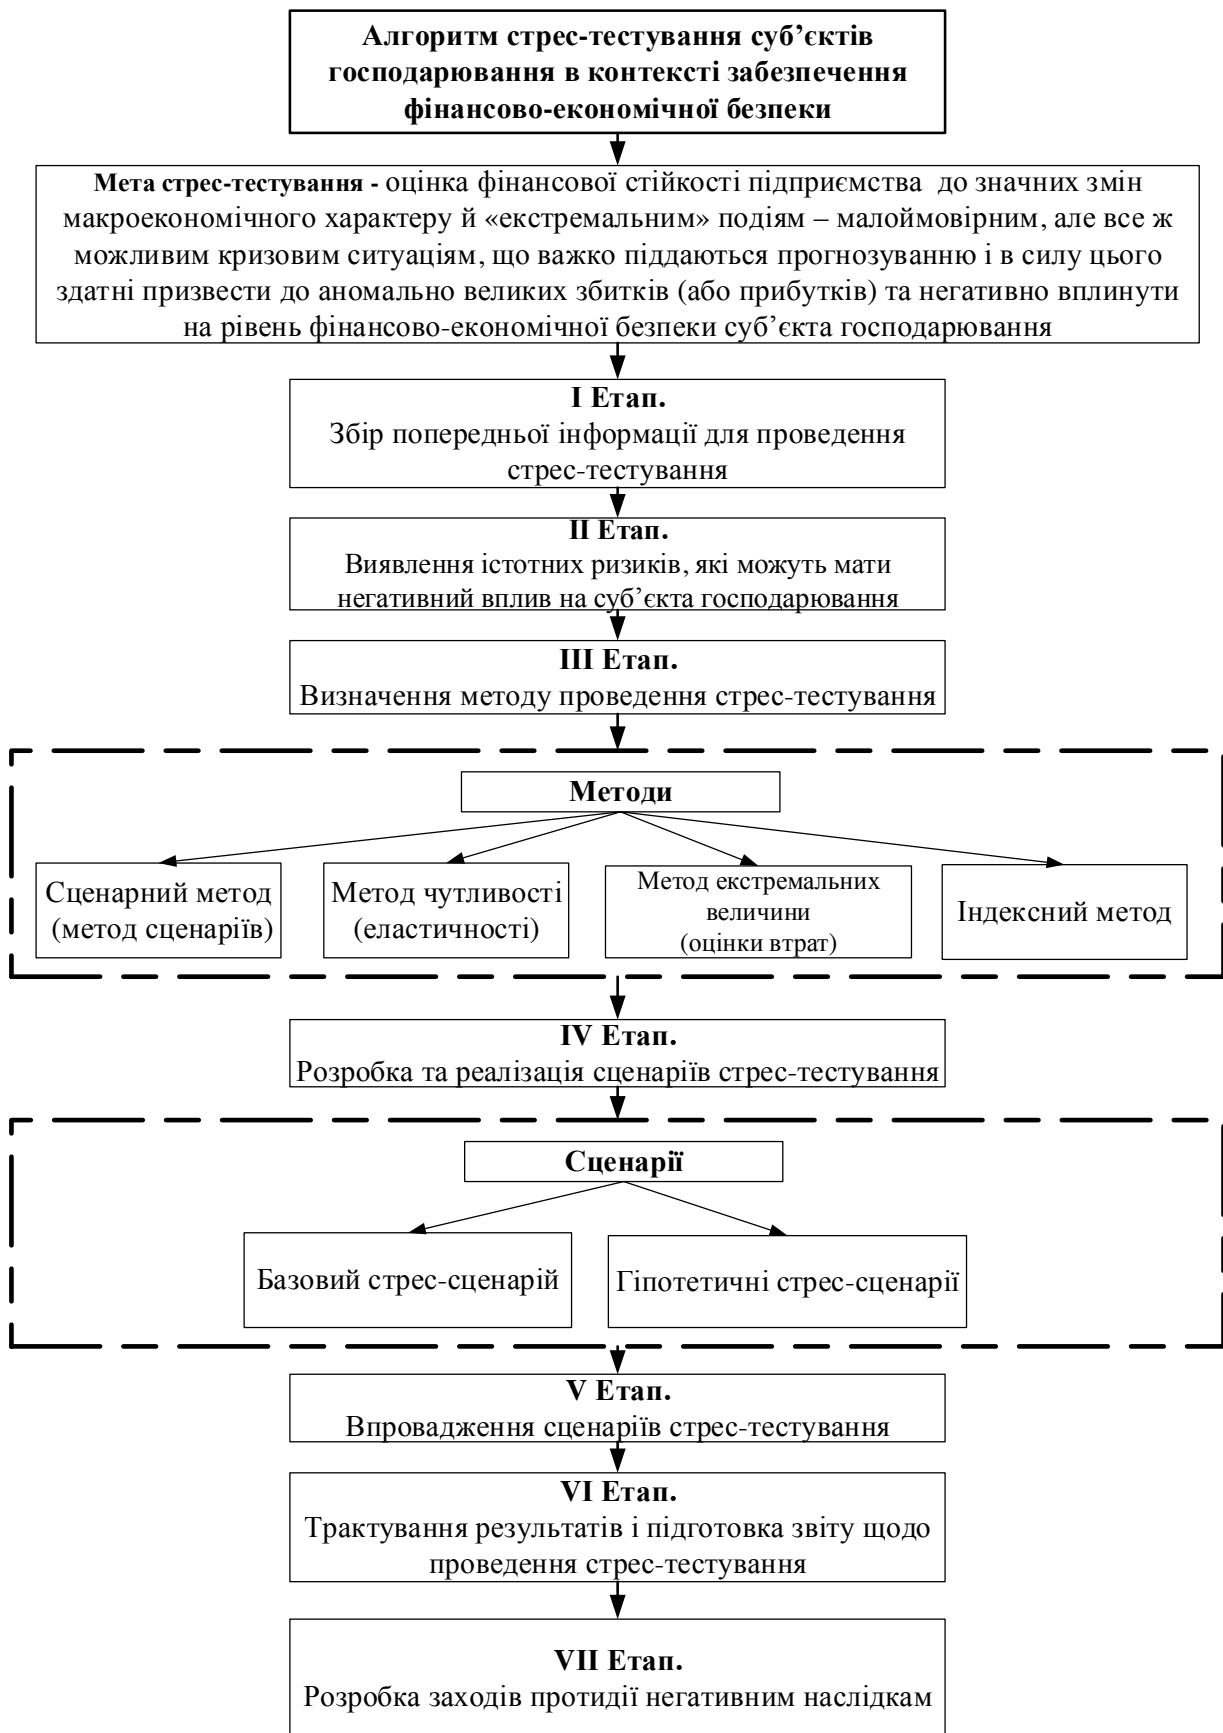 Алгоритм стрес-тестування суб’єктів
господарювання в контексті забезпечення
фінансово-економічної безпеки
Мета стрес-тестування - оцінка фінансової стійкості підприємства до значних змін
макроекономічного характеру й «екстремальним» подіям – малоймовірним, але все ж
можливим кризовим ситуаціям, що важко піддаються прогнозуванню і в силу цього
здатні призвести до аномально великих збитків (або прибутків) та негативно вплинути
на рівень фінансово-економічної безпеки суб’єкта господарювання
I Етап.
Збір попередньої інформації для проведення
стрес-тестування
II Етап.
Виявлення істотних ризиків, які можуть мати
негативний вплив на суб’єкта господарювання
III Етап.
Визначення методу проведення стрес-тестування
Методи
Сценарний метод
(метод сценаріїв)
Метод чутливості
(еластичності)
Метод екстремальних
величини
(оцінки втрат)
Індексний метод
IV Етап.
Розробка та реалізація сценаріїв стрес-тестування
Сценарії
Базовий стрес-сценарій
Гіпотетичні стрес-сценарії
V Етап.
Впровадження сценаріїв стрес-тестування
VI Етап.
Трактування результатів і підготовка звіту щодо
проведення стрес-тестування
VII Етап.
Розробка заходів протидії негативним наслідкам